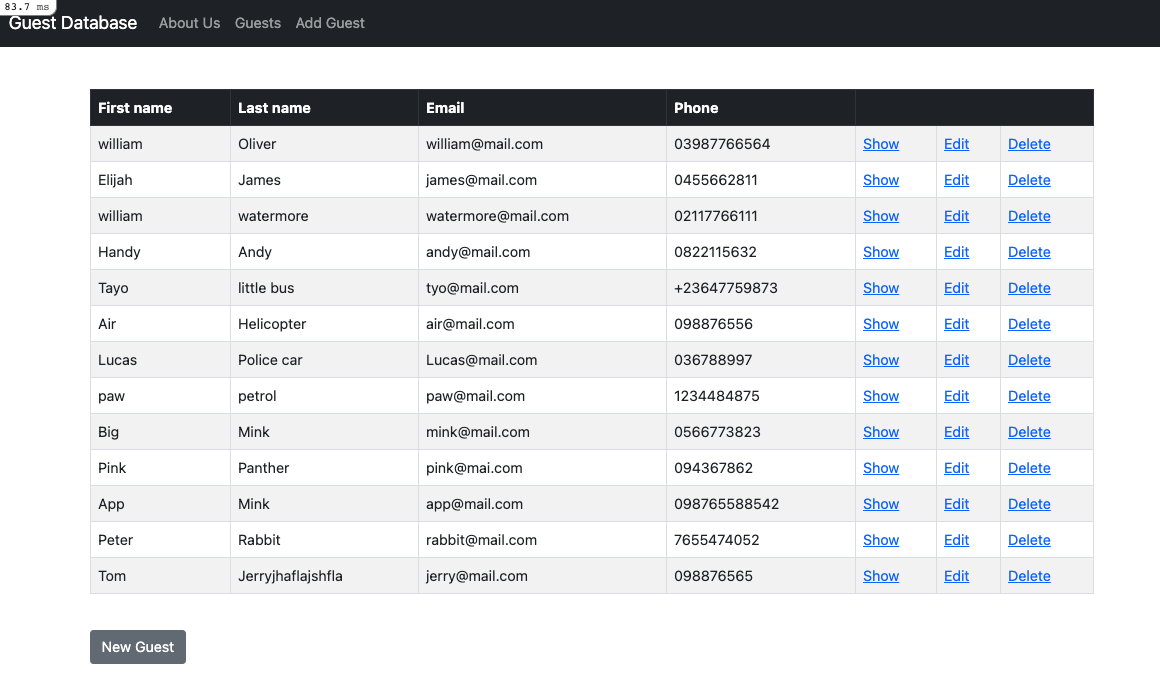 83.7 ms
Guest Database About Us Guests Add Guest
First name Last name Email Phone
william Oliver william@mail.com 03987766564 Show Edit Delete
Elijah James james@mail.com 0455662811 Show Edit Delete
william watermore watermore@mail.com 02117766111 Show Edit Delete
Handy Andy andy@mail.com 0822115632 Show Edit Delete
Tayo little bus tyo@mail.com +23647759873 Show Edit Delete
Air Helicopter air@mail.com 098876556 Show Edit Delete
Lucas Police car Lucas@mail.com 036788997 Show Edit Delete
paw petrol paw@mail.com 1234484875 Show Edit Delete
Big Mink mink@mail.com 0566773823 Show Edit Delete
Pink Panther pink@mai.com 094367862 Show Edit Delete
App Mink app@mail.com 098765588542 Show Edit Delete
Peter Rabbit rabbit@mail.com 7655474052 Show Edit Delete
Tom Jerryjhaflajshfla jerry@mail.com 098876565 Show Edit Delete
New Guest